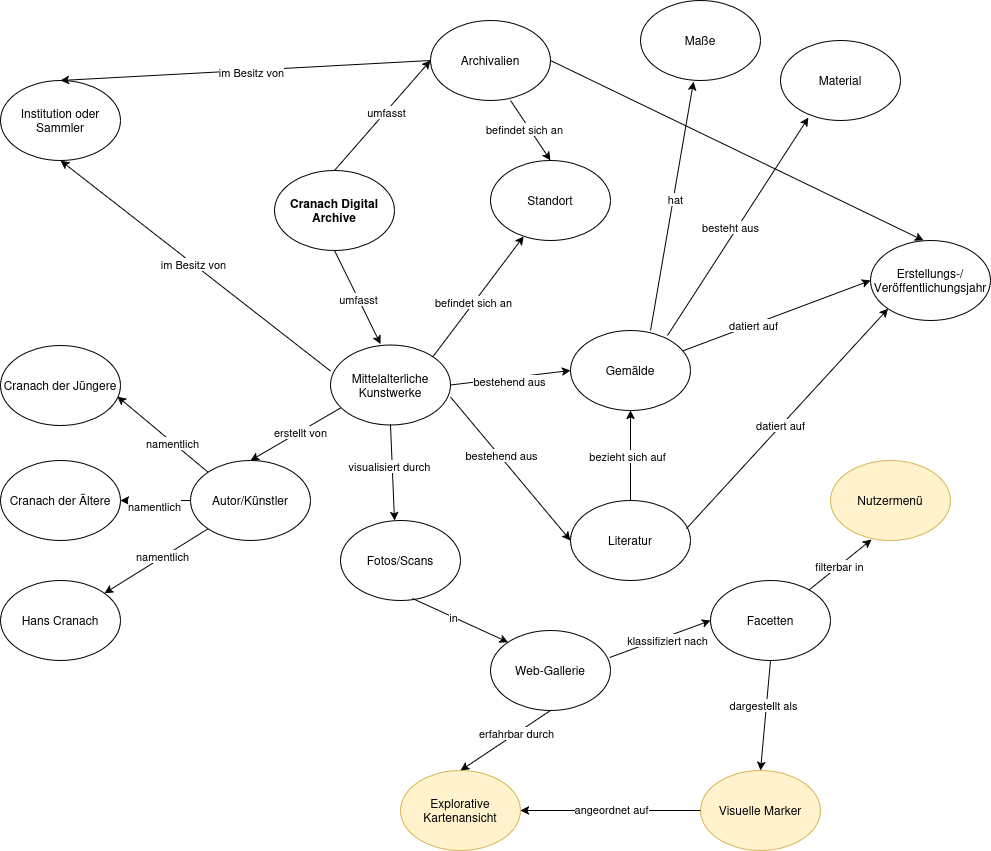 Maße
Archivalien
Material
im Besitz von
Institution oder
Sammler
umfasst
befindet sich an
Cranach Digital
Archive
Standort
hat
besteht aus
im Besitz von
Erstellungs-/
Veröffentlichungsjahr
umfasst
befindet sich an
datiert auf
Cranach der Jüngere
Mittelalterliche
Kunstwerke
bestehend aus
Gemälde
erstellt von
namentlich
datiert auf
visualisiert durch
bestehend aus
bezieht sich auf
Cranach der Ältere
namentlich
Autor/Künstler
Nutzermenü
namentlich
Fotos/Scans
Literatur
filterbar in
Hans Cranach
in
Facetten
klassifiziert nach
Web-Gallerie
dargestellt als
erfahrbar durch
Explorative
Kartenansicht
angeordnet auf
Visuelle Marker